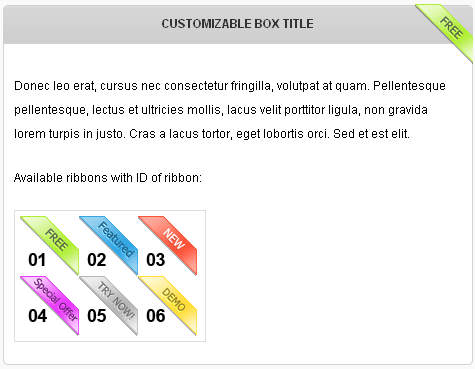 CUSTOMIZABLE BOX TITLE
FREE
Donec leo erat, cursus nec consectetur fringilla, volutpat at quam. Pellentesque
pellentesque, lectus et ultricies mollis, lacus velit porttitor ligula, non gravida
lorem turpis in justo. Cras a lacus tortor, eget lobortis orci. Sed et est elit.
Available ribbons with ID of ribbon:
FREE Featured NEW
01 02 03
Special Offer TRY NOW! DEMO
04 05 06